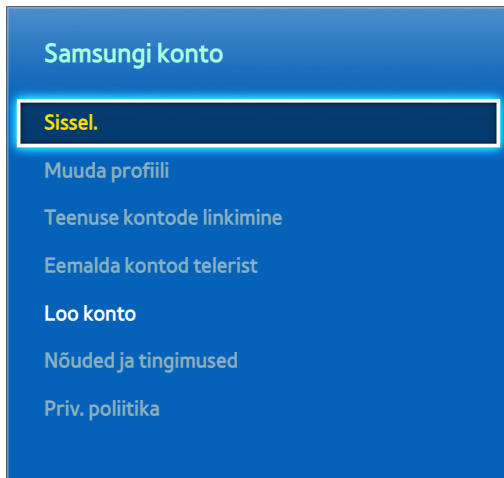 Samsungi konto
Sissel.
Muuda profiili
Teenuse kontode linkimine
Eemalda kontod telerist
Loo konto
Nõuded ja tingimused
Priv. poliitika